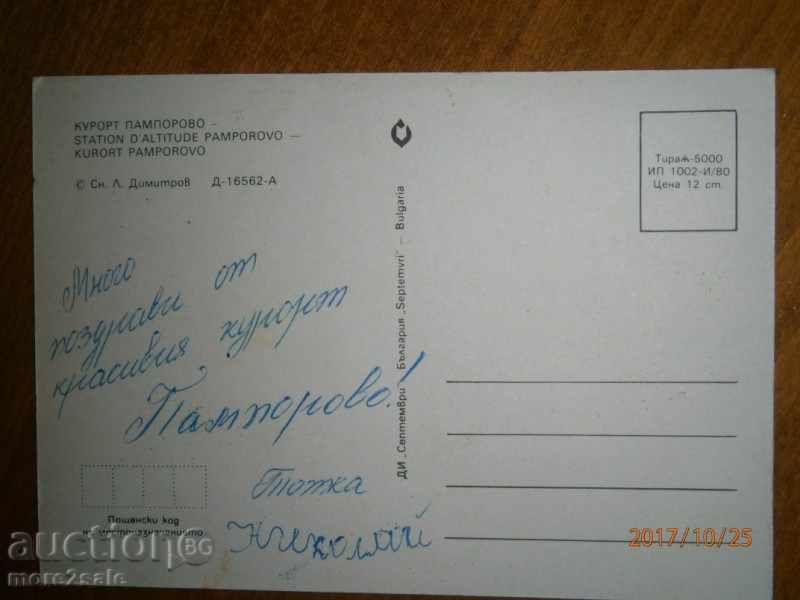 КУРОРТ ПАМПОРОВО –
STATION D'ALTITUDE PAMPOROVO —
KURORT PAMPOROVO
© Сн. Л. Димитров Д-16562-А
Много
поздрави от
красивия курорт
Пампорово!
Тотка
Николай
Пощенски код
на местоназначението
ДИ „Септември" България „Septemvri" — Bulgaria
Тираж-5000
ИП 1002-И/80
Цена 12 ст.
2017/10/25
auction BG
more2sale